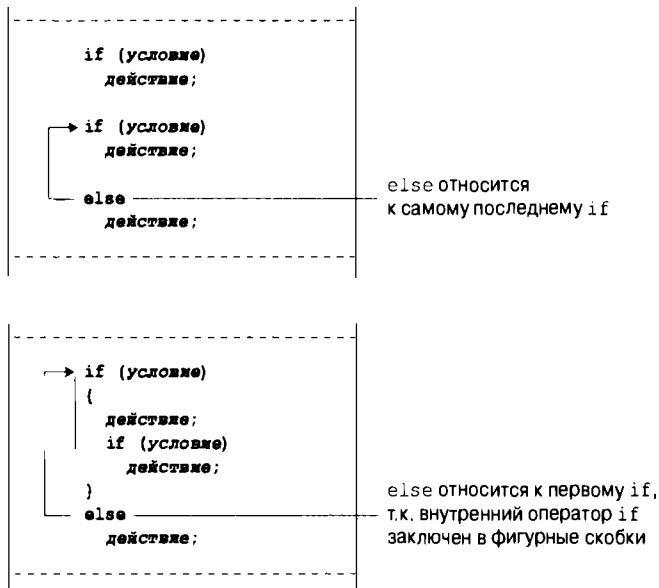 if (условие)
действие;
if (условие)
действие;
else
действие;
else относится
к самому последнему if
if (условие)
{
действие;
if (условие)
действие;
}
else
действие;
else относится к первому if,
т.к. внутренний оператор if
заключен в фигурные скобки